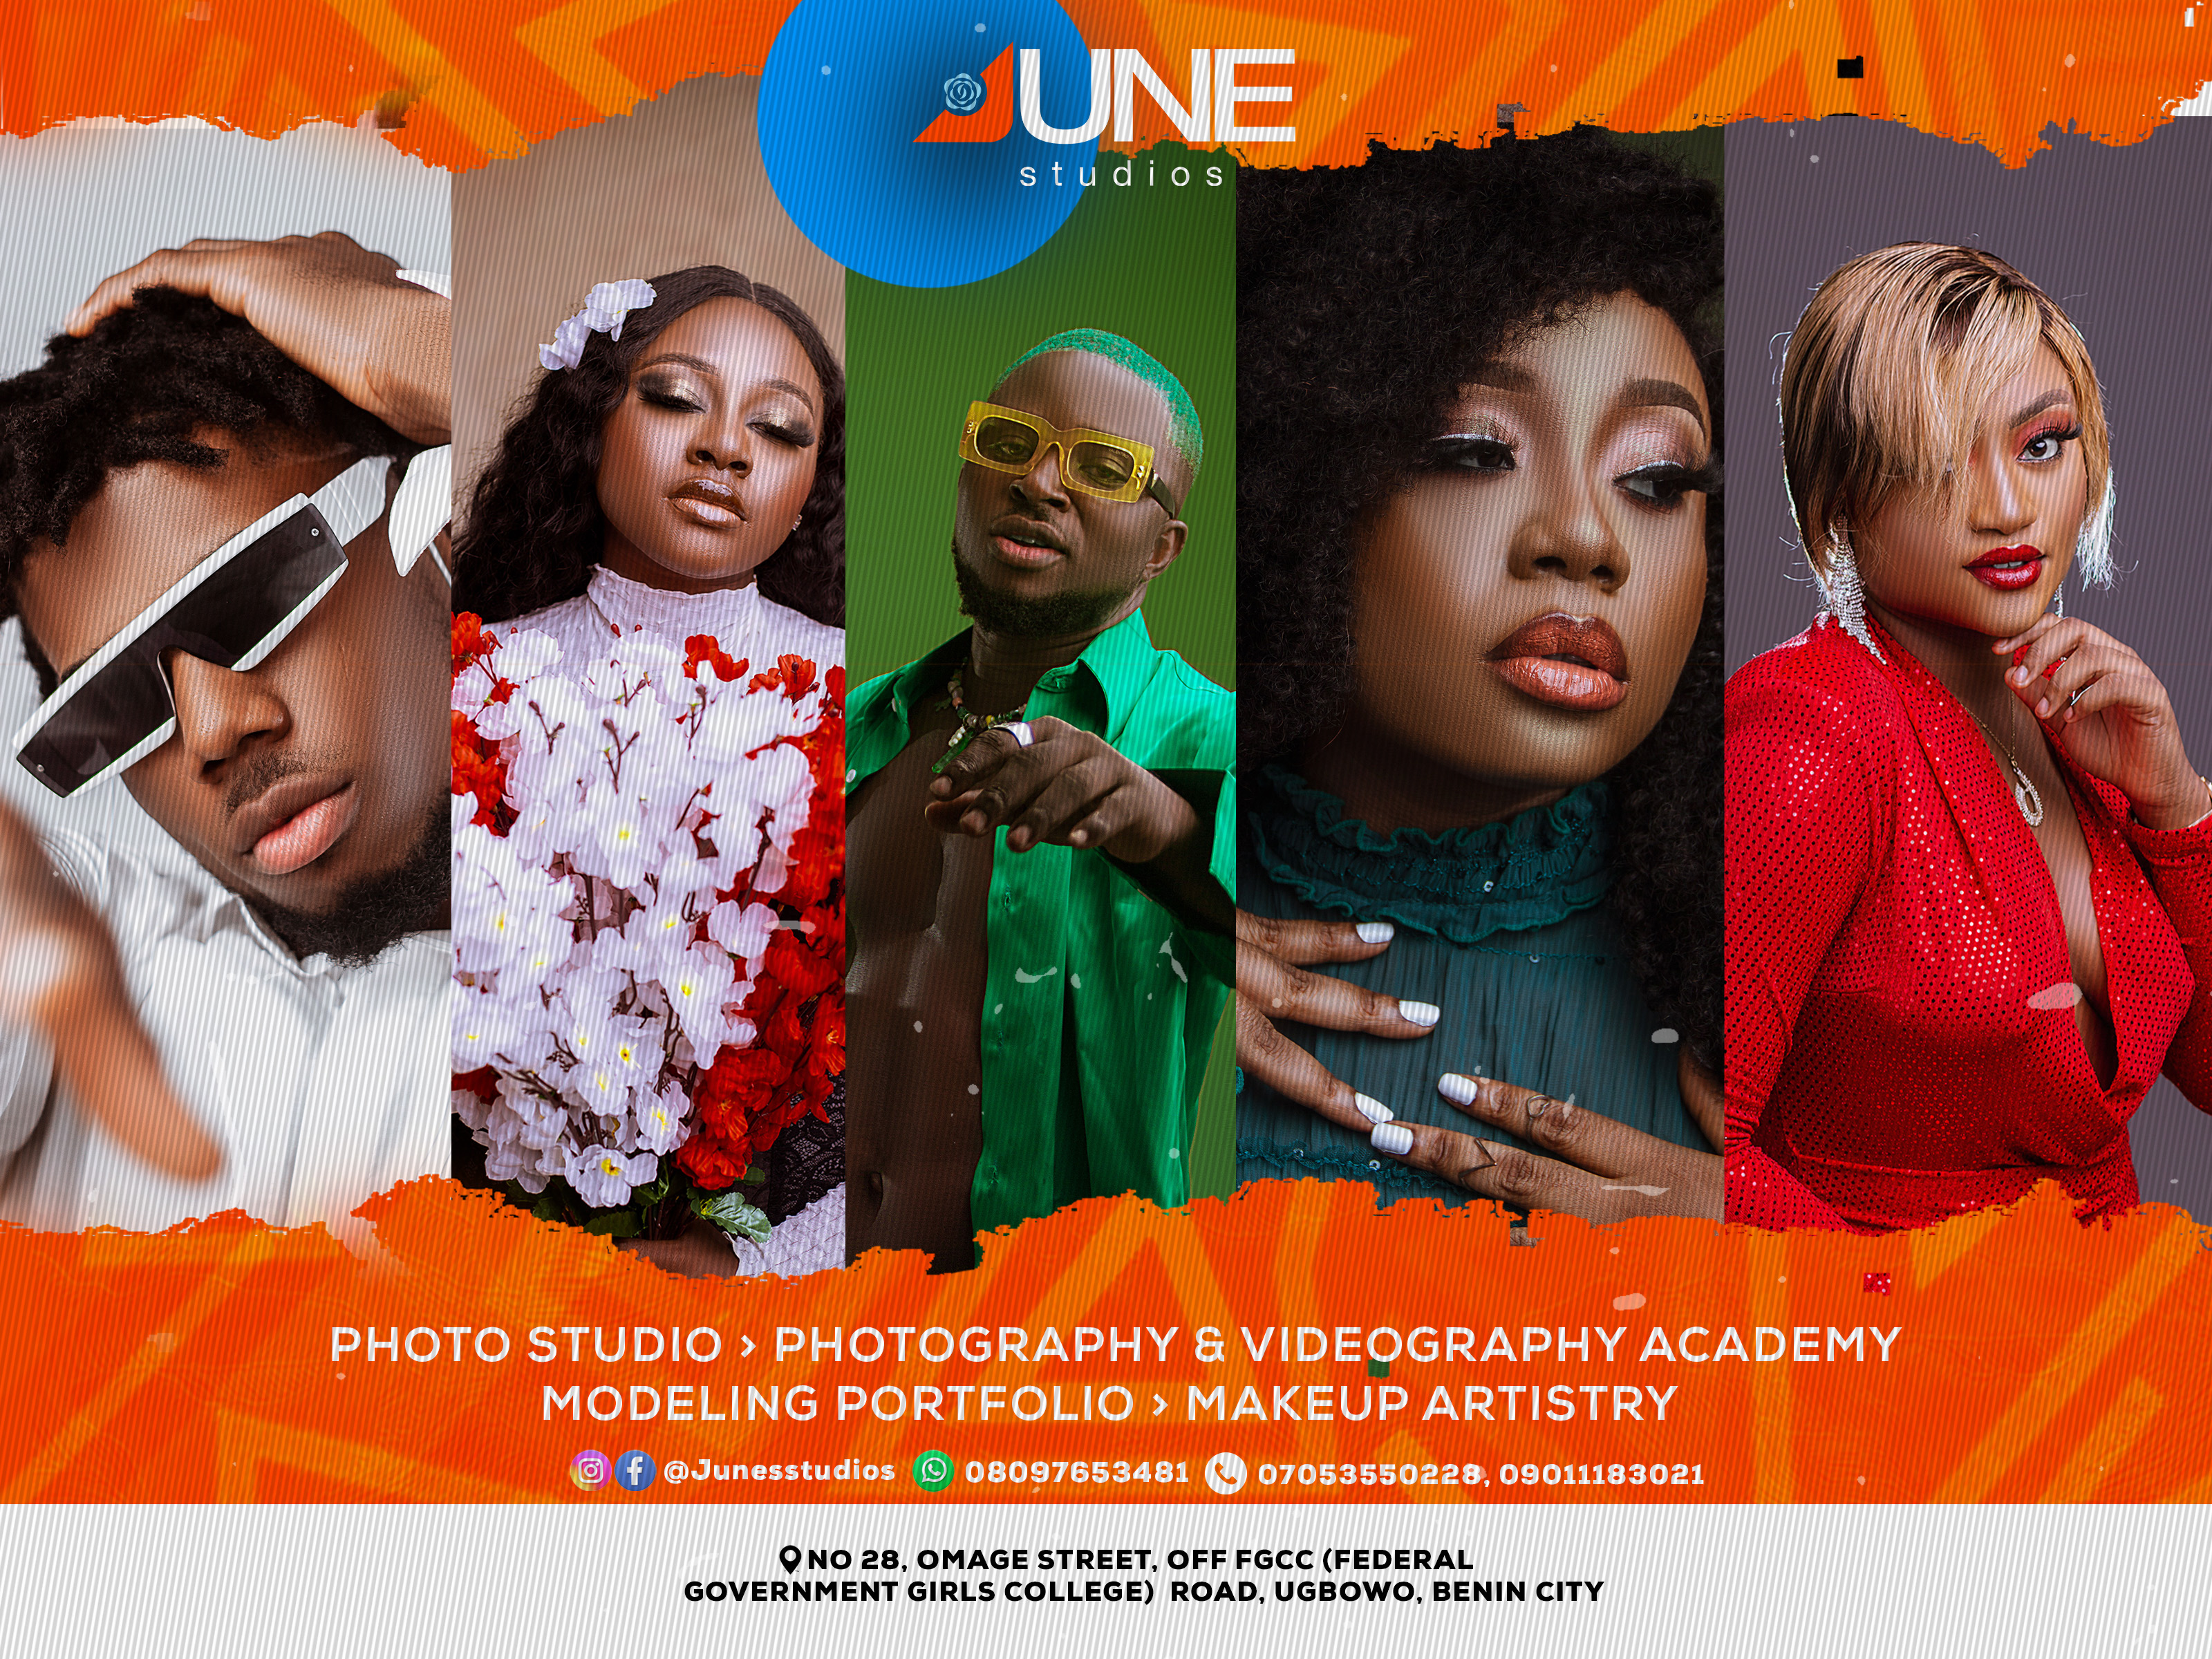 JUNE
studios
PHOTO STUDIO > PHOTOGRAPHY & VIDEOGRAPHY ACADEMY
MODELING PORTFOLIO > MAKEUP ARTISTRY
@Junesstudios 08097653481 07053550228, 09011183021
NO 28, OMAGE STREET, OFF FGCC (FEDERAL
GOVERNMENT GIRLS COLLEGE) ROAD, UGBOWO, BENIN CITY